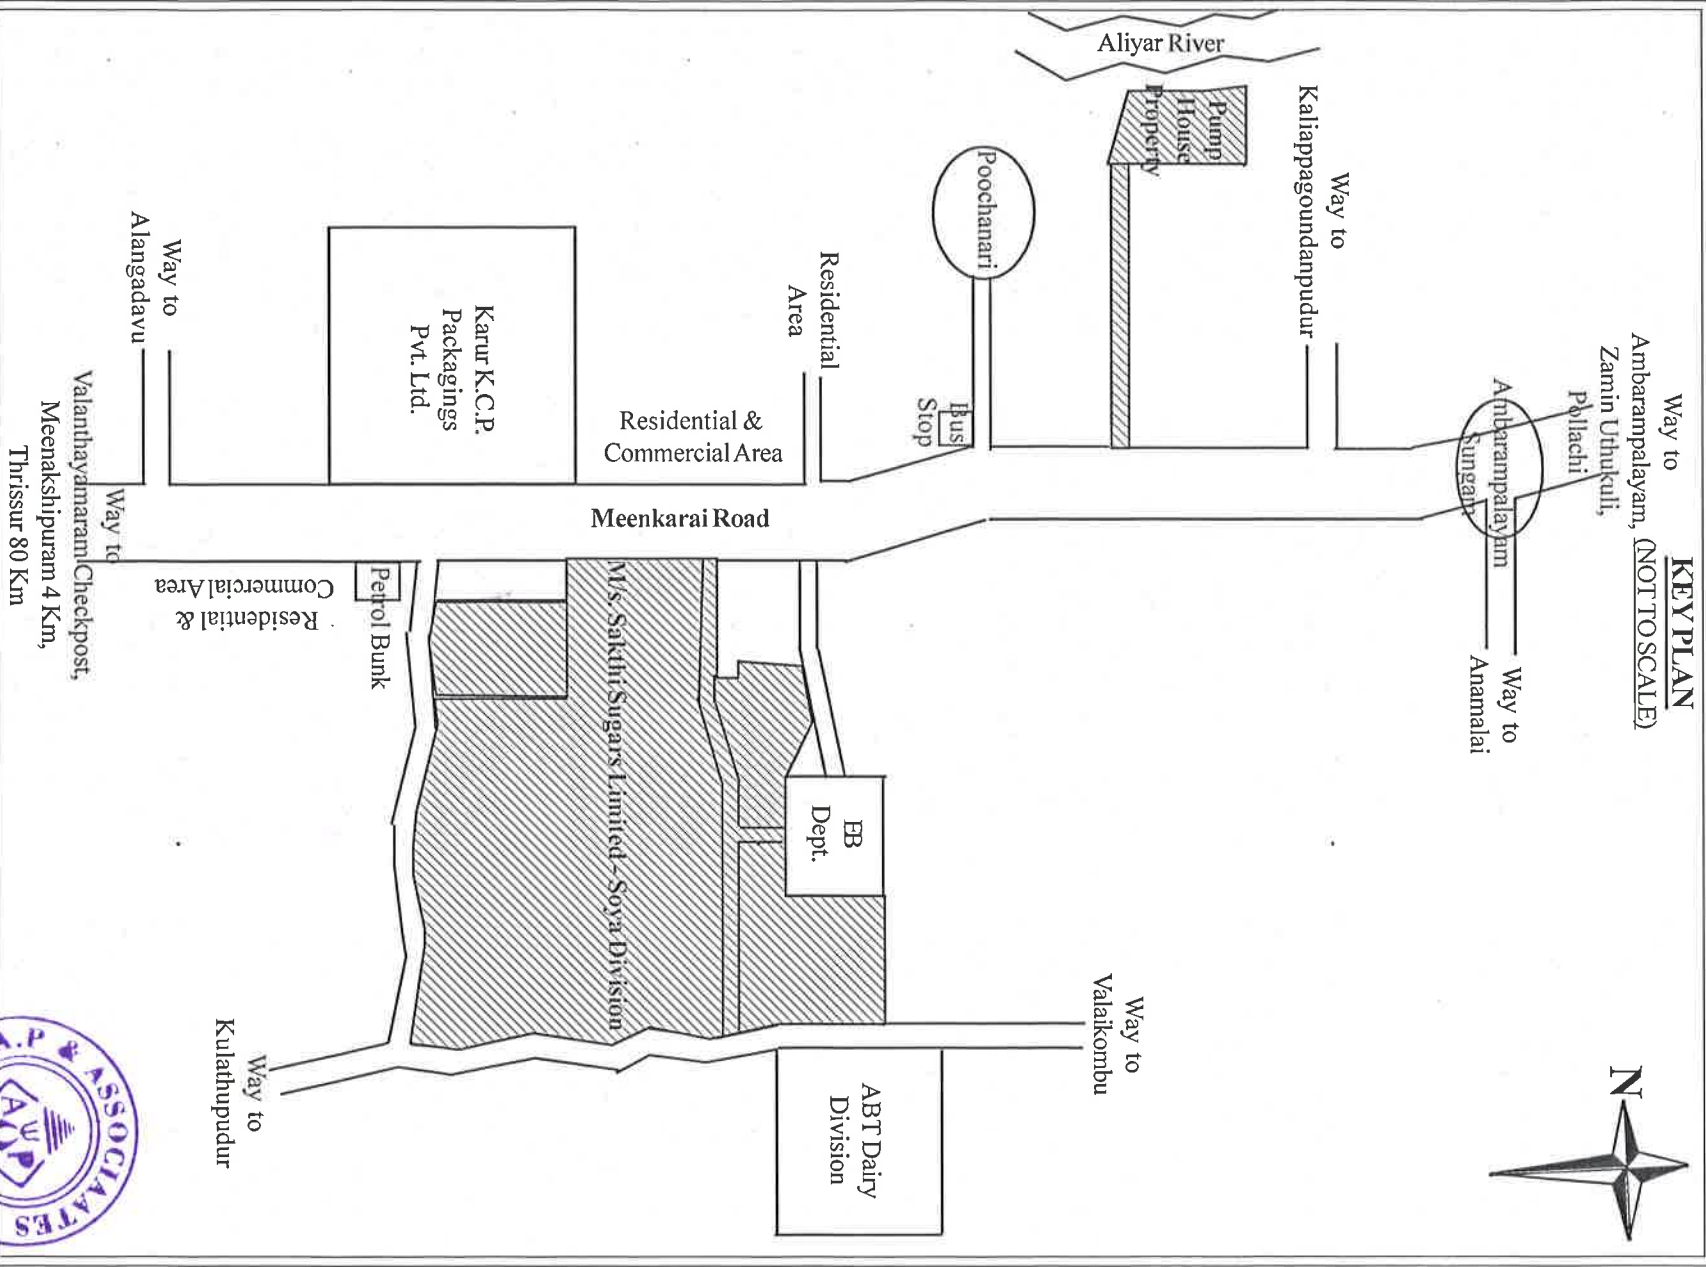 KEY PLAN
(NOT TO SCALE)
Way to
Ambarampalayam,
Zamin Uthukuli,
Pollachi
Ambarampalayam
Sungam
Way to
Anamalai
N
Way to
Kaliappagoundanpudur
Aliyar River
Pump
House
Property
Poochanari
Bus
Stop
Way to
Valaikombu
Residential
Area
EB
Dept.
ABT Dairy
Division
Residential &
Commercial Area
Meenkarai Road
M/s. Sakthi Sugars Limited - Soya Division
Karur K.C.P.
Packagings
Pvt. Ltd.
Petrol Bunk
Residential &
Commercial Area
Way to
Kulathupudur
Way to
Alangadavu
Way to
Valanthayamaram Checkpost,
Meenakshipuram 4 Km,
Thrissur 80 Km
A.P & ASSOCIAATES